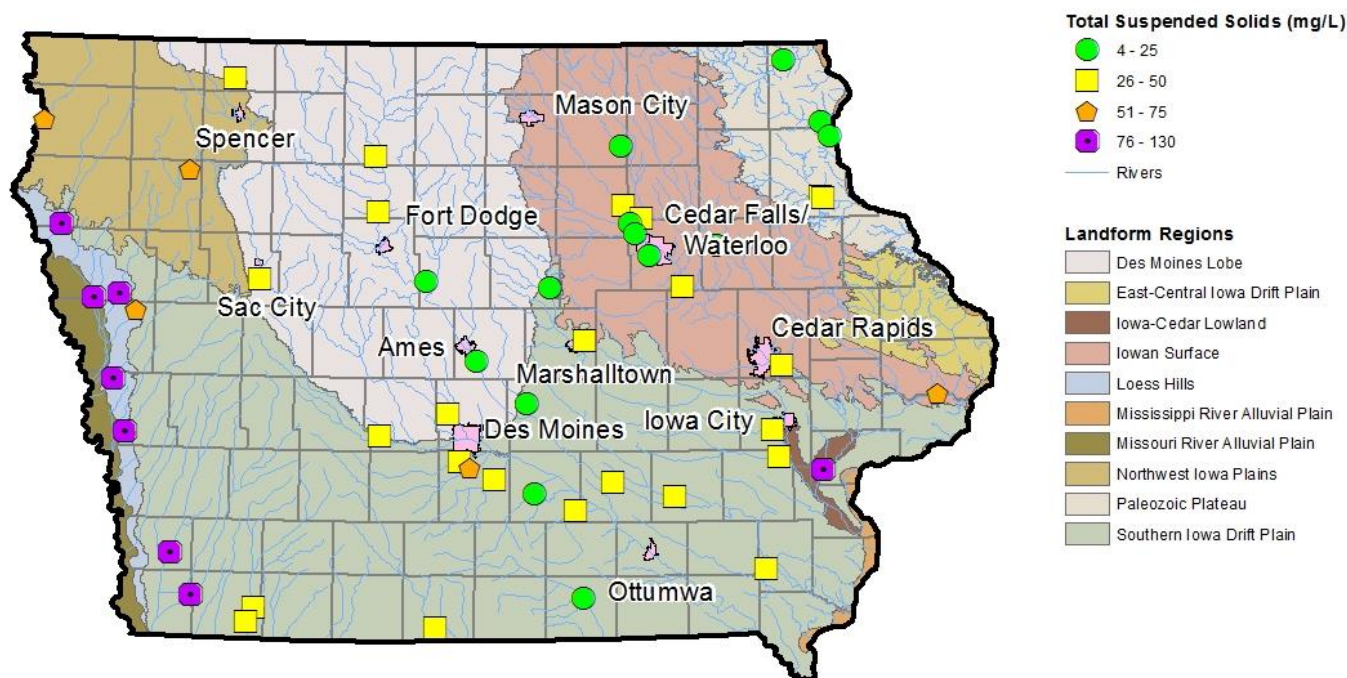 Mason City
Spencer
Fort Dodge
Cedar Falls/
Waterloo
Sac City
Ames
Marshalltown
Cedar Rapids
Des Moines
Iowa City
Ottumwa
Total Suspended Solids (mg/L)
4 - 25
26 - 50
51 - 75
76 - 130
Rivers
Landform Regions
Des Moines Lobe
East-Central Iowa Drift Plain
Iowa-Cedar Lowland
Iowan Surface
Loess Hills
Mississippi River Alluvial Plain
Missouri River Alluvial Plain
Northwest Iowa Plains
Paleozoic Plateau
Southern Iowa Drift Plain